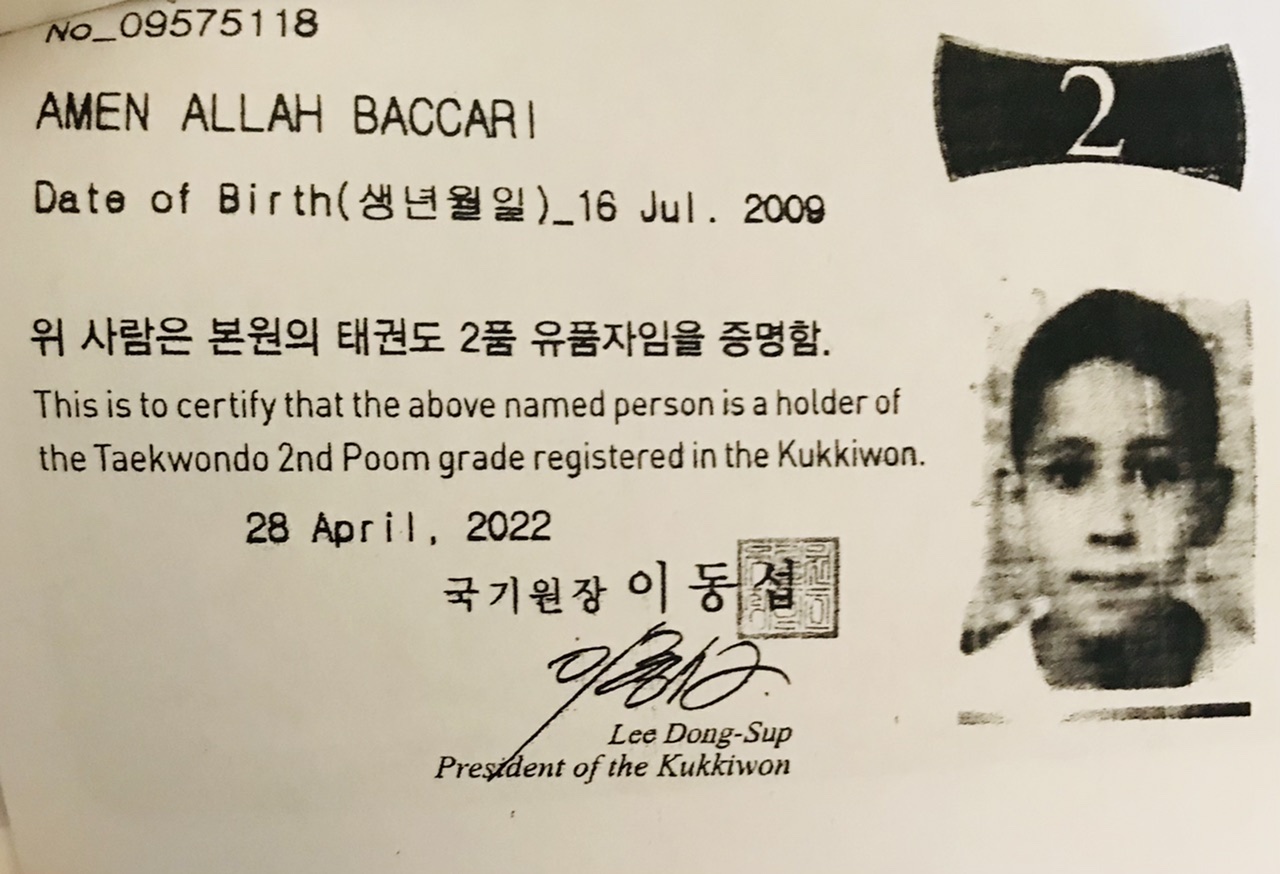 No_09575118
2
AMEN ALLAH BACCARI
Date of Birth(생년월일)_16 Jul. 2009
위 사람은 본원의 태권도 2품 유품자임을 증명함.
This is to certify that the above named person is a holder of
the Taekwondo 2nd Poom grade registered in the Kukkiwon.
28 April, 2022
국기원장 이동섭
Lee Dong-Sup
President of the Kukkiwon